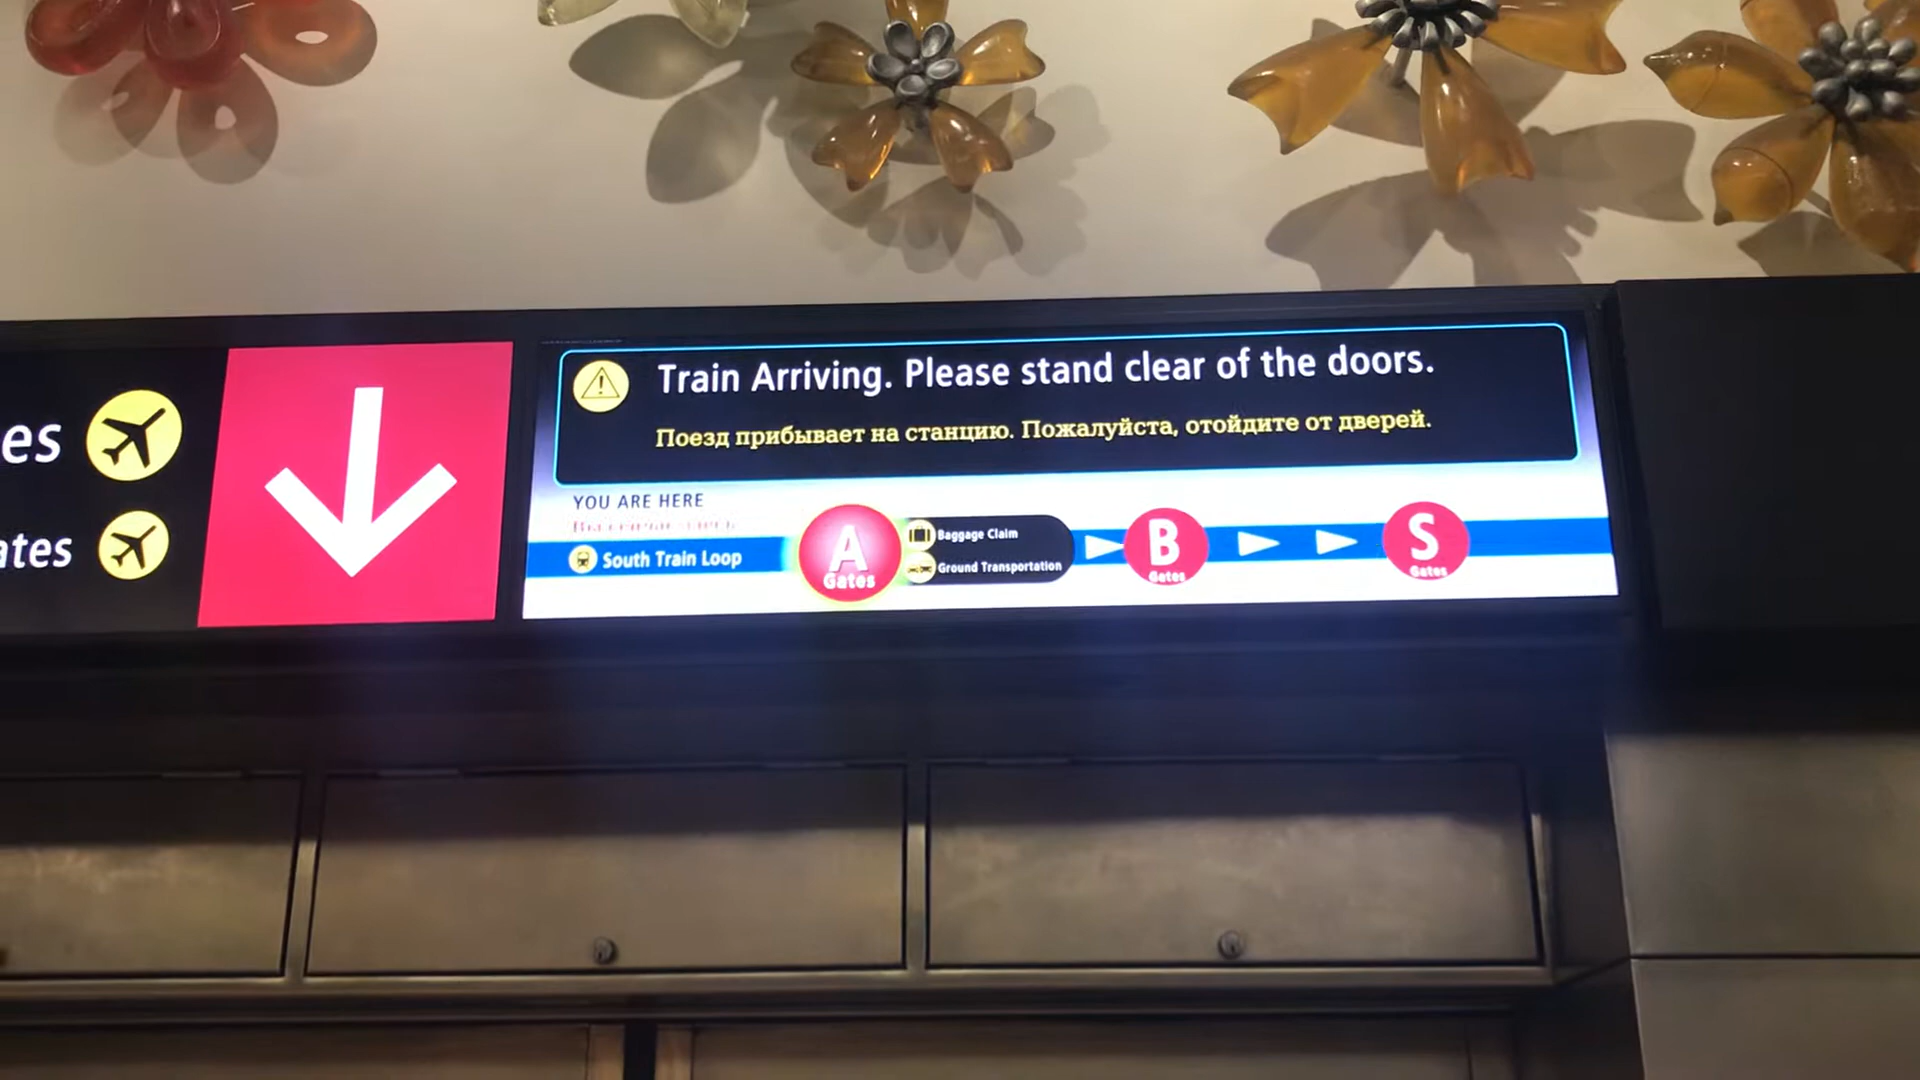 es
ates
Train Arriving. Please stand clear of the doors.
Поезд прибывает на станцию. Пожалуйста, отойдите от дверей.
YOU ARE HERE
South Train Loop
A
Gates
Baggage Claim
Ground Transportation
B
Gates
S
Gates